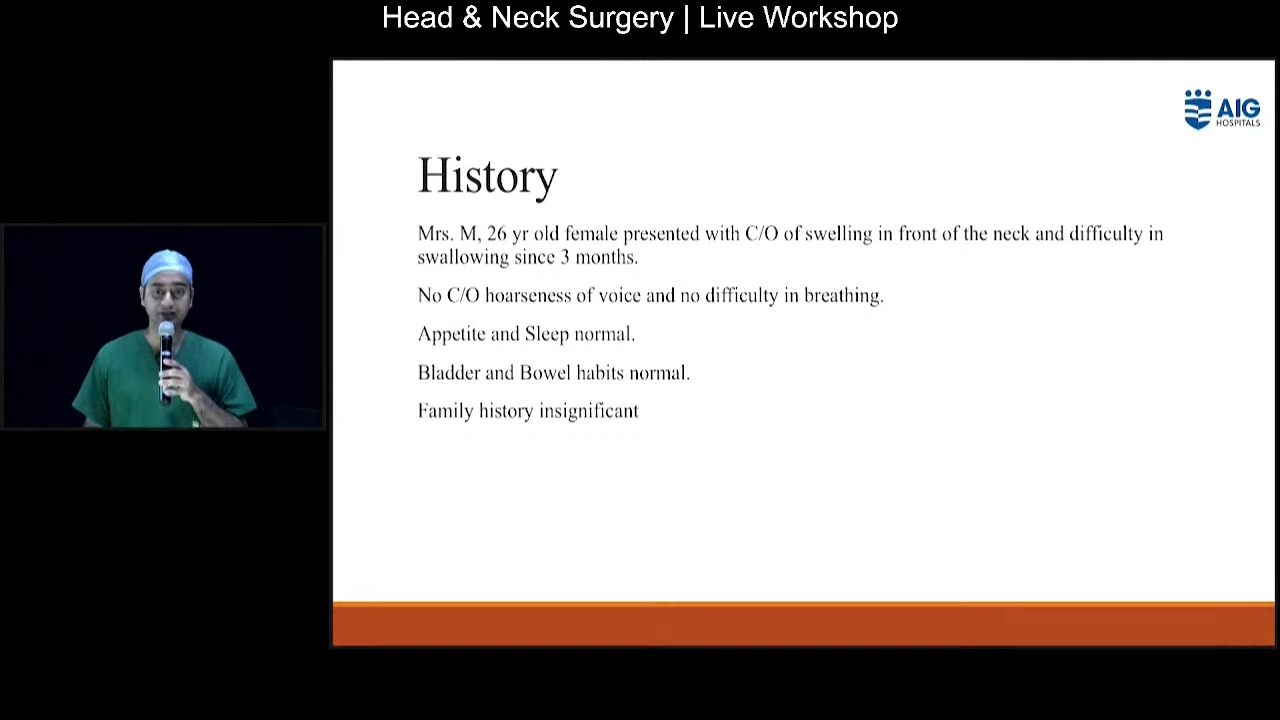 Head & Neck Surgery | Live Workshop
AIG
HOSPITALS
History
Mrs. M, 26 yr old female presented with C/O of swelling in front of the neck and difficulty in
swallowing since 3 months.
No C/O hoarseness of voice and no difficulty in breathing.
Appetite and Sleep normal.
Bladder and Bowel habits normal.
Family history insignificant